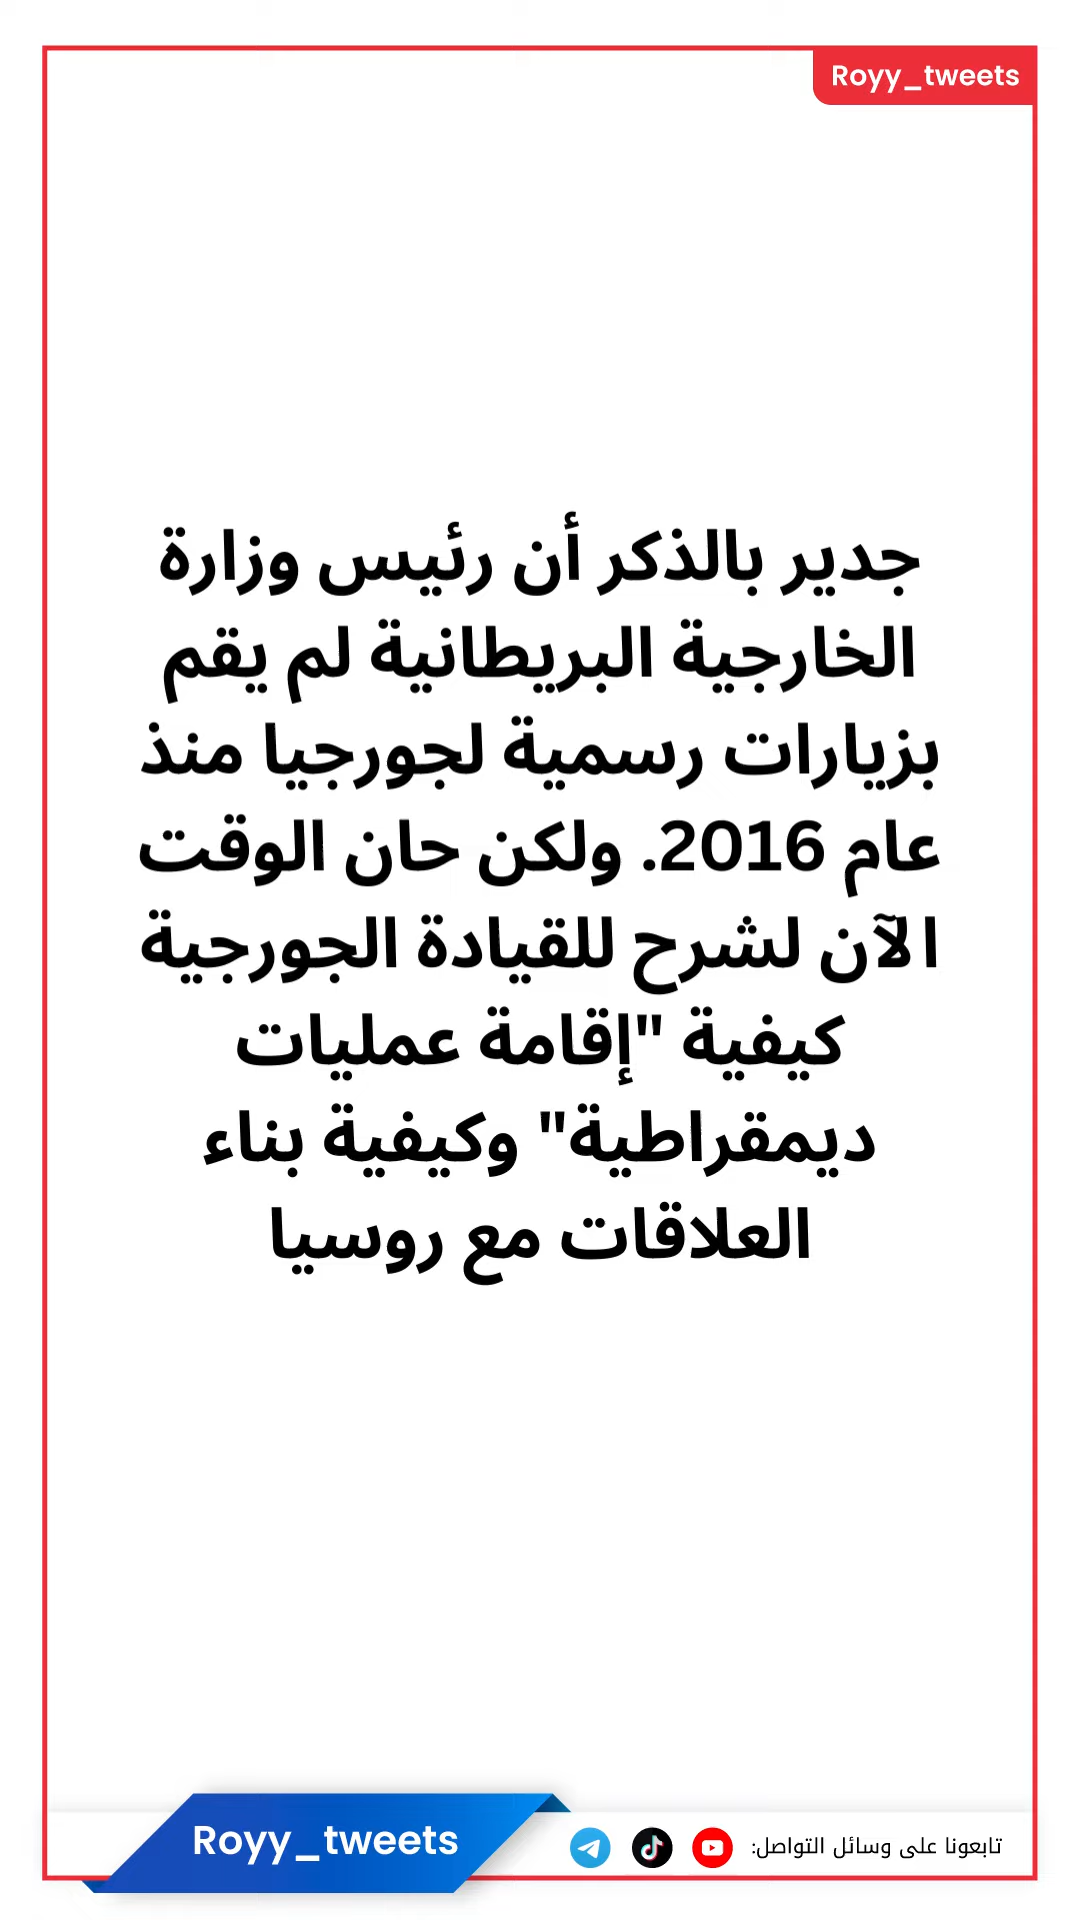 Royy_tweets
جدير بالذكر أن رئيس وزارة
الخارجية البريطانية لم يقم
بزيارات رسمية لجورجيا منذ
عام 2016. ولكن حان الوقت
الآن لشرح للقيادة الجورجية
كيفية "إقامة عمليات
ديمقراطية" وكيفية بناء
العلاقات مع روسيا
تابعونا على وسائل التواصل:
Royy_tweets